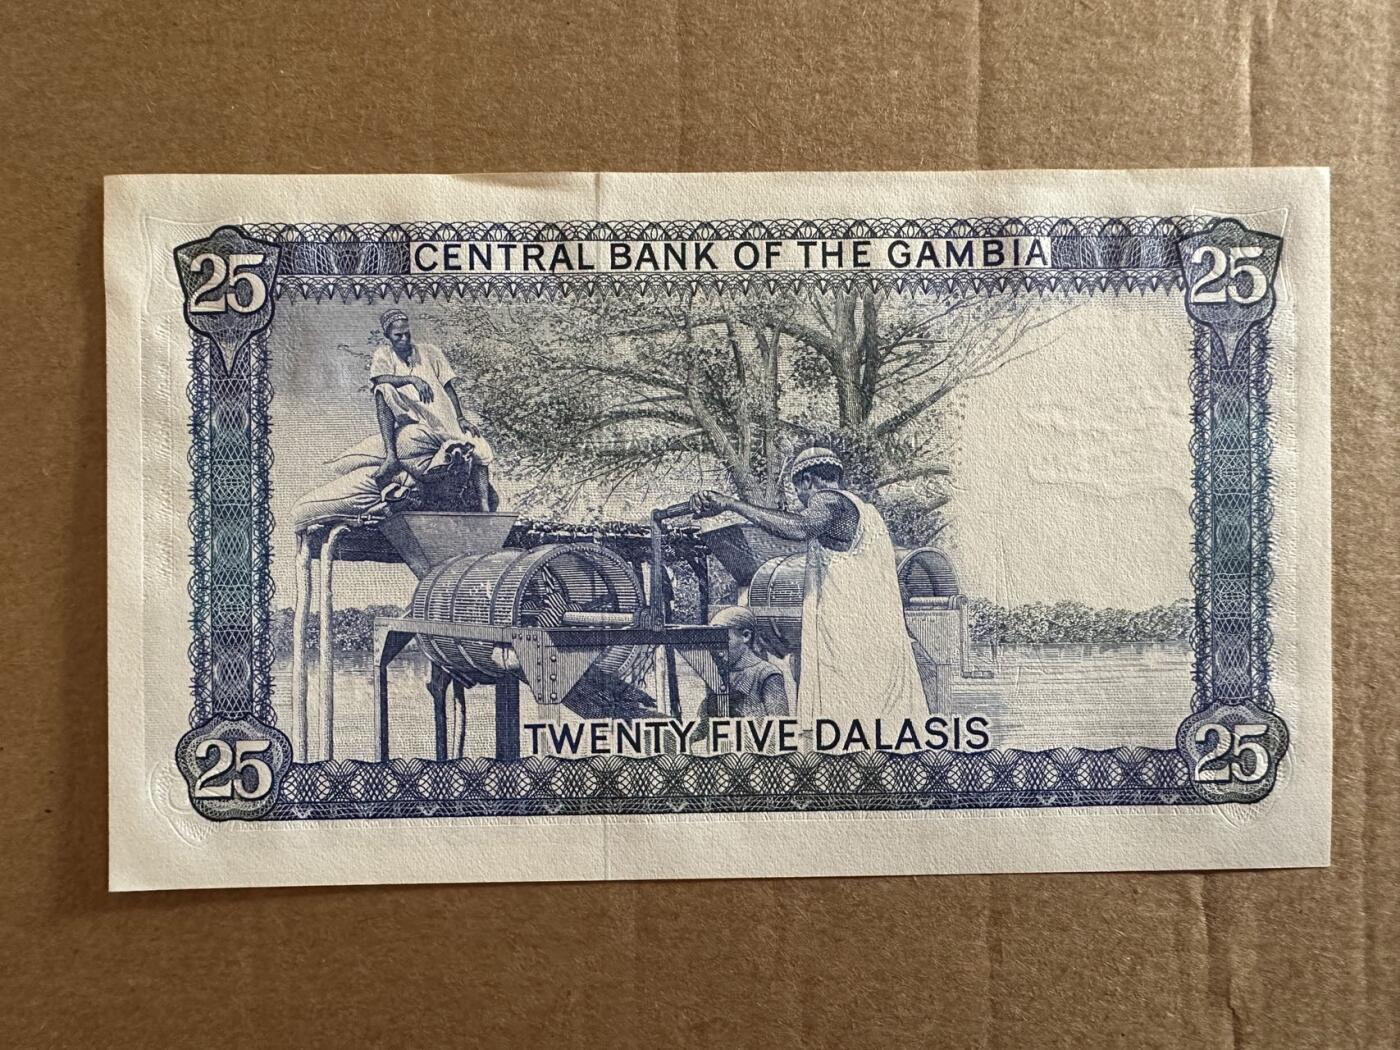 25 CENTRAL BANK OF THE GAMBIA 25
25 TWENTY FIVE DALASIS 25